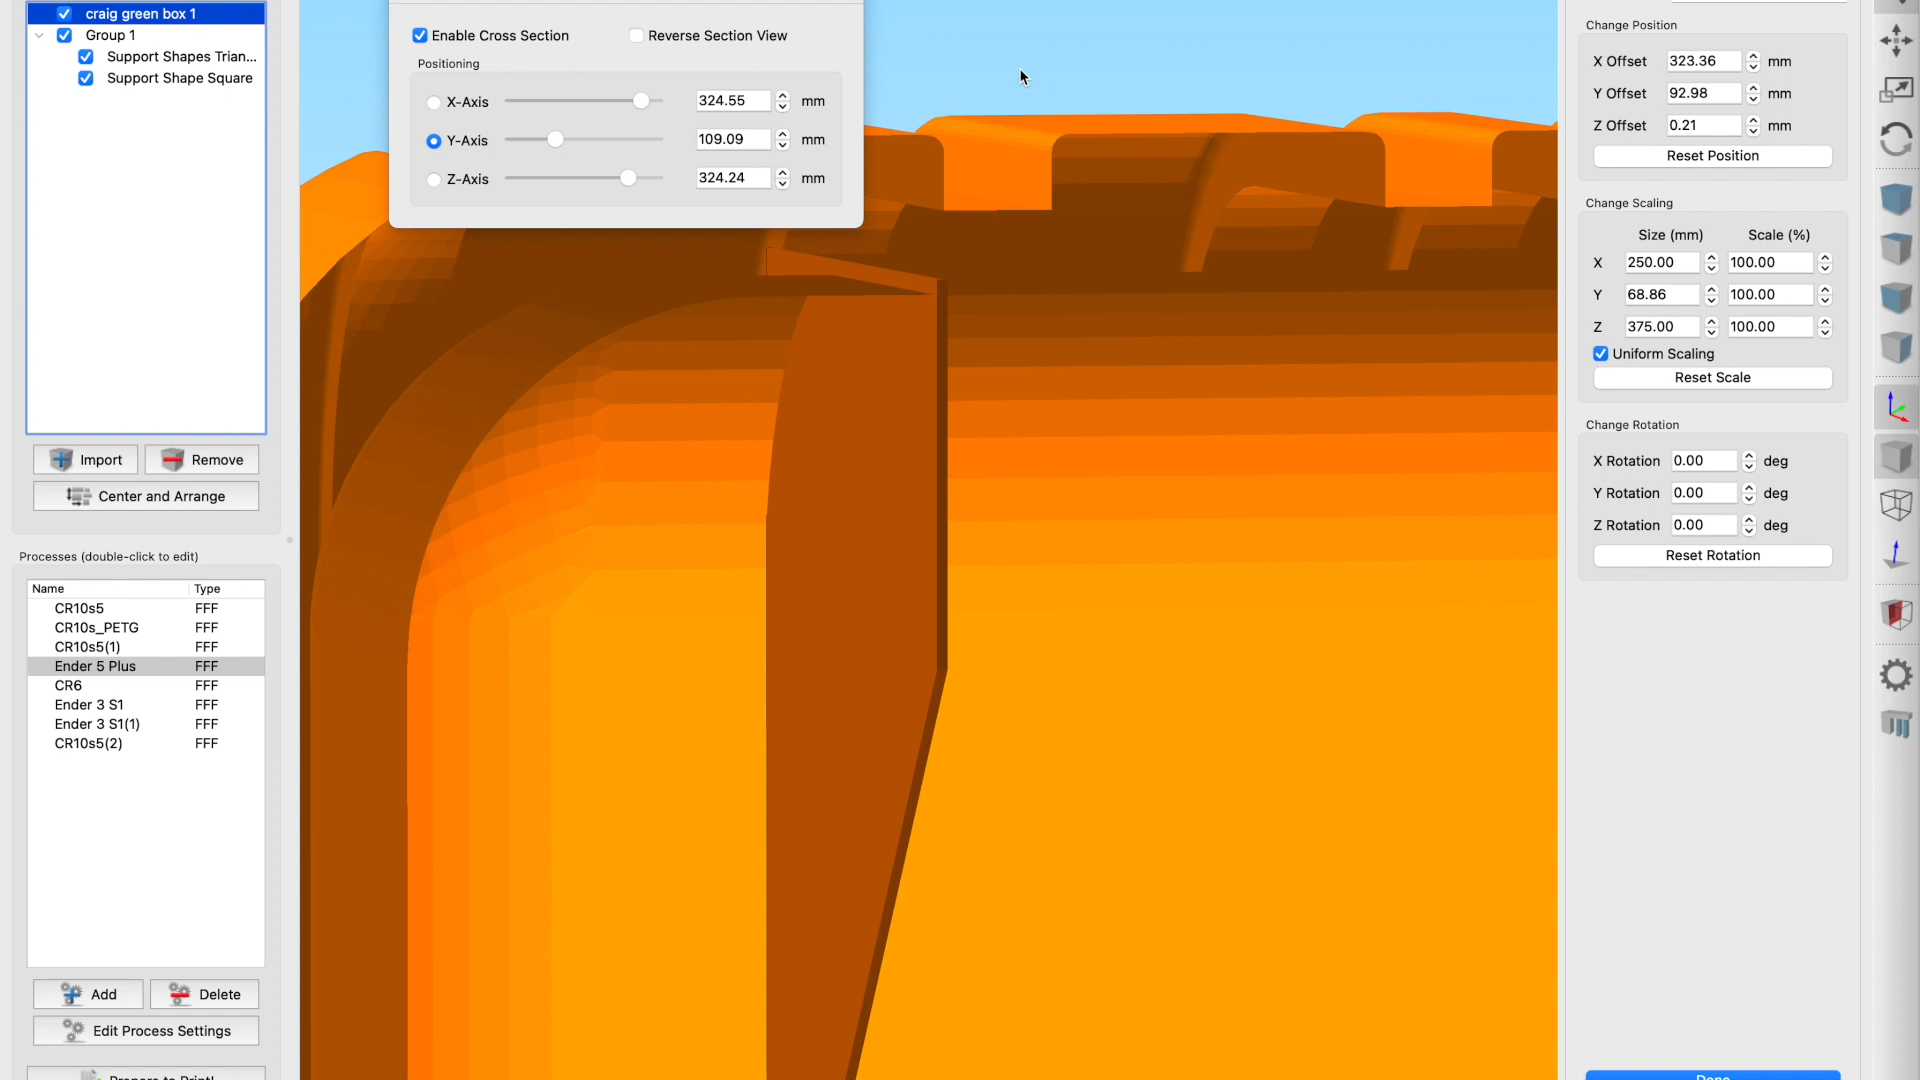 craig green box 1
Group 1
Support Shapes Trian...
Support Shape Square
Import
Remove
Center and Arrange
Processes (double-click to edit)
Name Type
CR10s5 FFF
CR10s_PETG FFF
CR10s5(1) FFF
Ender 5 Plus FFF
CR6 FFF
Ender 3 S1 FFF
Ender 3 S1(1) FFF
CR10s5(2) FFF
Add
Delete
Edit Process Settings
Prepare to Print!
Enable Cross Section
Reverse Section View
Positioning
X-Axis 324.55 mm
Y-Axis 109.09 mm
Z-Axis 324.24 mm
Change Position
X Offset 323.36 mm
Y Offset 92.98 mm
Z Offset 0.21 mm
Reset Position
Change Scaling
Size (mm) Scale (%)
X 250.00 100.00
Y 68.86 100.00
Z 375.00 100.00
Uniform Scaling
Reset Scale
Change Rotation
X Rotation 0.00 deg
Y Rotation 0.00 deg
Z Rotation 0.00 deg
Reset Rotation
Done